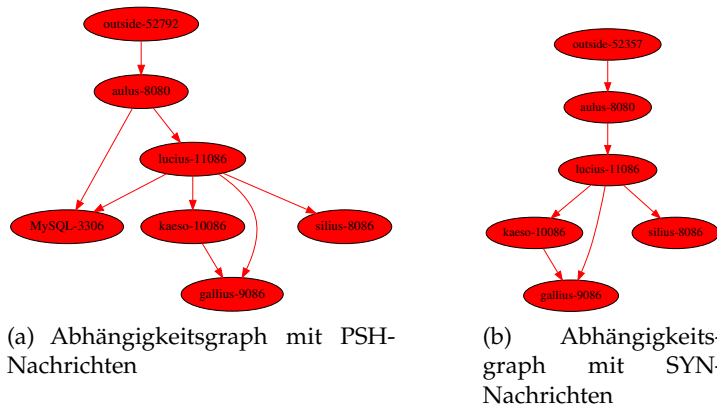 outside-52792
aulus-8080
lucius-11086
MySQL-3306
kaeso-10086
silius-8086
gallius-9086
(a) Abhängigkeitsgraph mit PSH-
Nachrichten
outside-52357
aulus-8080
lucius-11086
kaeso-10086
silius-8086
gallius-9086
(b) Abhängigkeits-
graph mit SYN-
Nachrichten